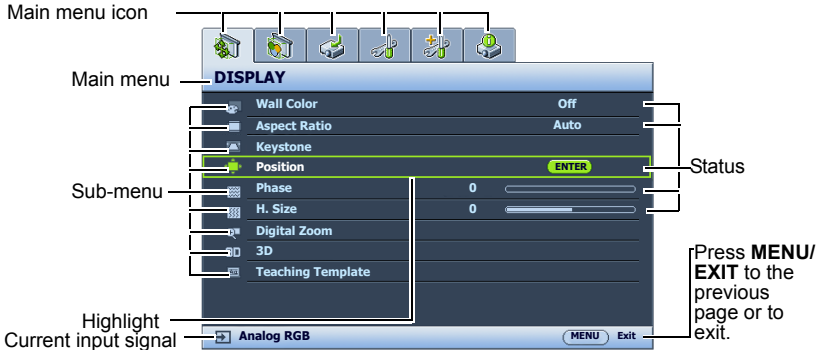 Main menu icon
Main menu
DISPLAY
Wall Color Off
Aspect Ratio Auto
Keystone
Position ENTER
Status
Sub-menu
Phase 0
H. Size 0
Digital Zoom
3D 3D
Teaching Template
Press MENU/
EXIT to the
previous
page or to
exit.
Highlight
Current input signal
Analog RGB
MENU Exit